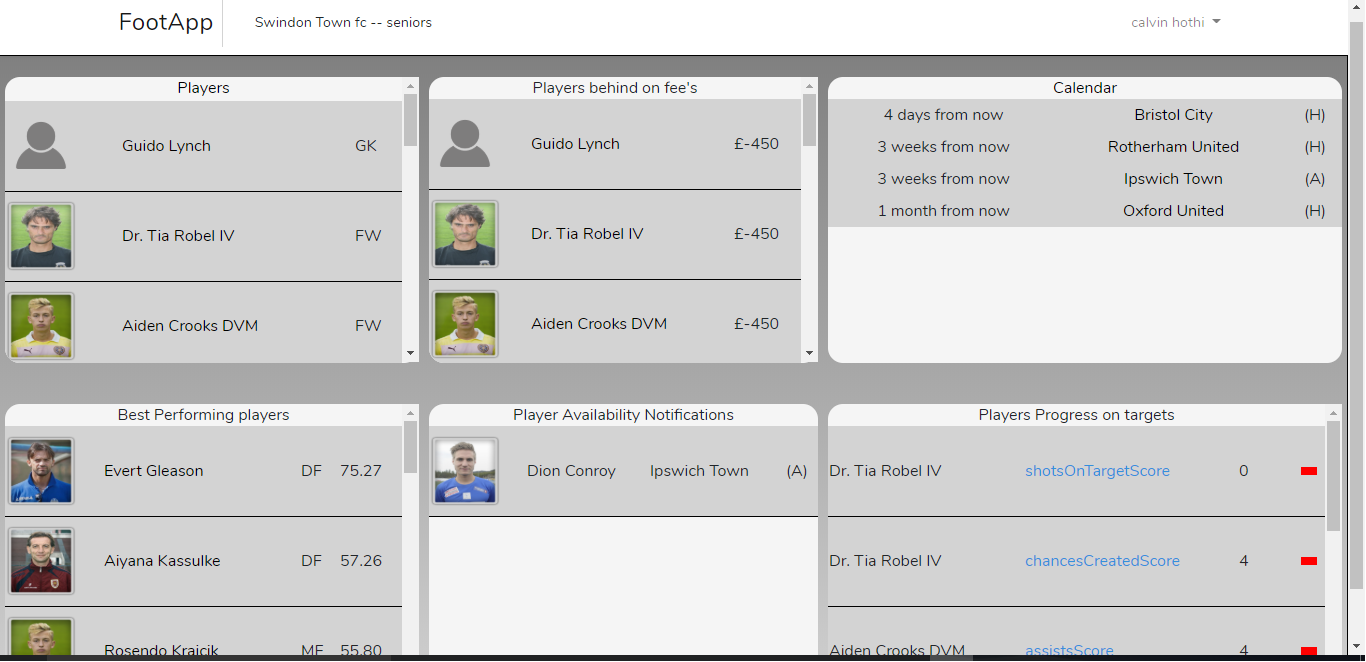 FootApp
Swindon Town fc -- seniors
calvin hothi
Players
Guido Lynch GK
Dr. Tia Robel IV FW
Aiden Crooks DVM FW
Players behind on fee's
Guido Lynch £-450
Dr. Tia Robel IV £-450
Aiden Crooks DVM £-450
Calendar
4 days from now Bristol City (H)
3 weeks from now Rotherham United (H)
3 weeks from now Ipswich Town (A)
1 month from now Oxford United (H)
Best Performing players
Evert Gleason DF 75.27
Aiyana Kassulke DF 57.26
Rosendo Krajcik MF 55.80
Player Availability Notifications
Dion Conroy Ipswich Town (A)
Players Progress on targets
Dr. Tia Robel IV shotsOnTargetScore 0
Dr. Tia Robel IV chancesCreatedScore 4
Aiden Crooks DVM assistsScore 4